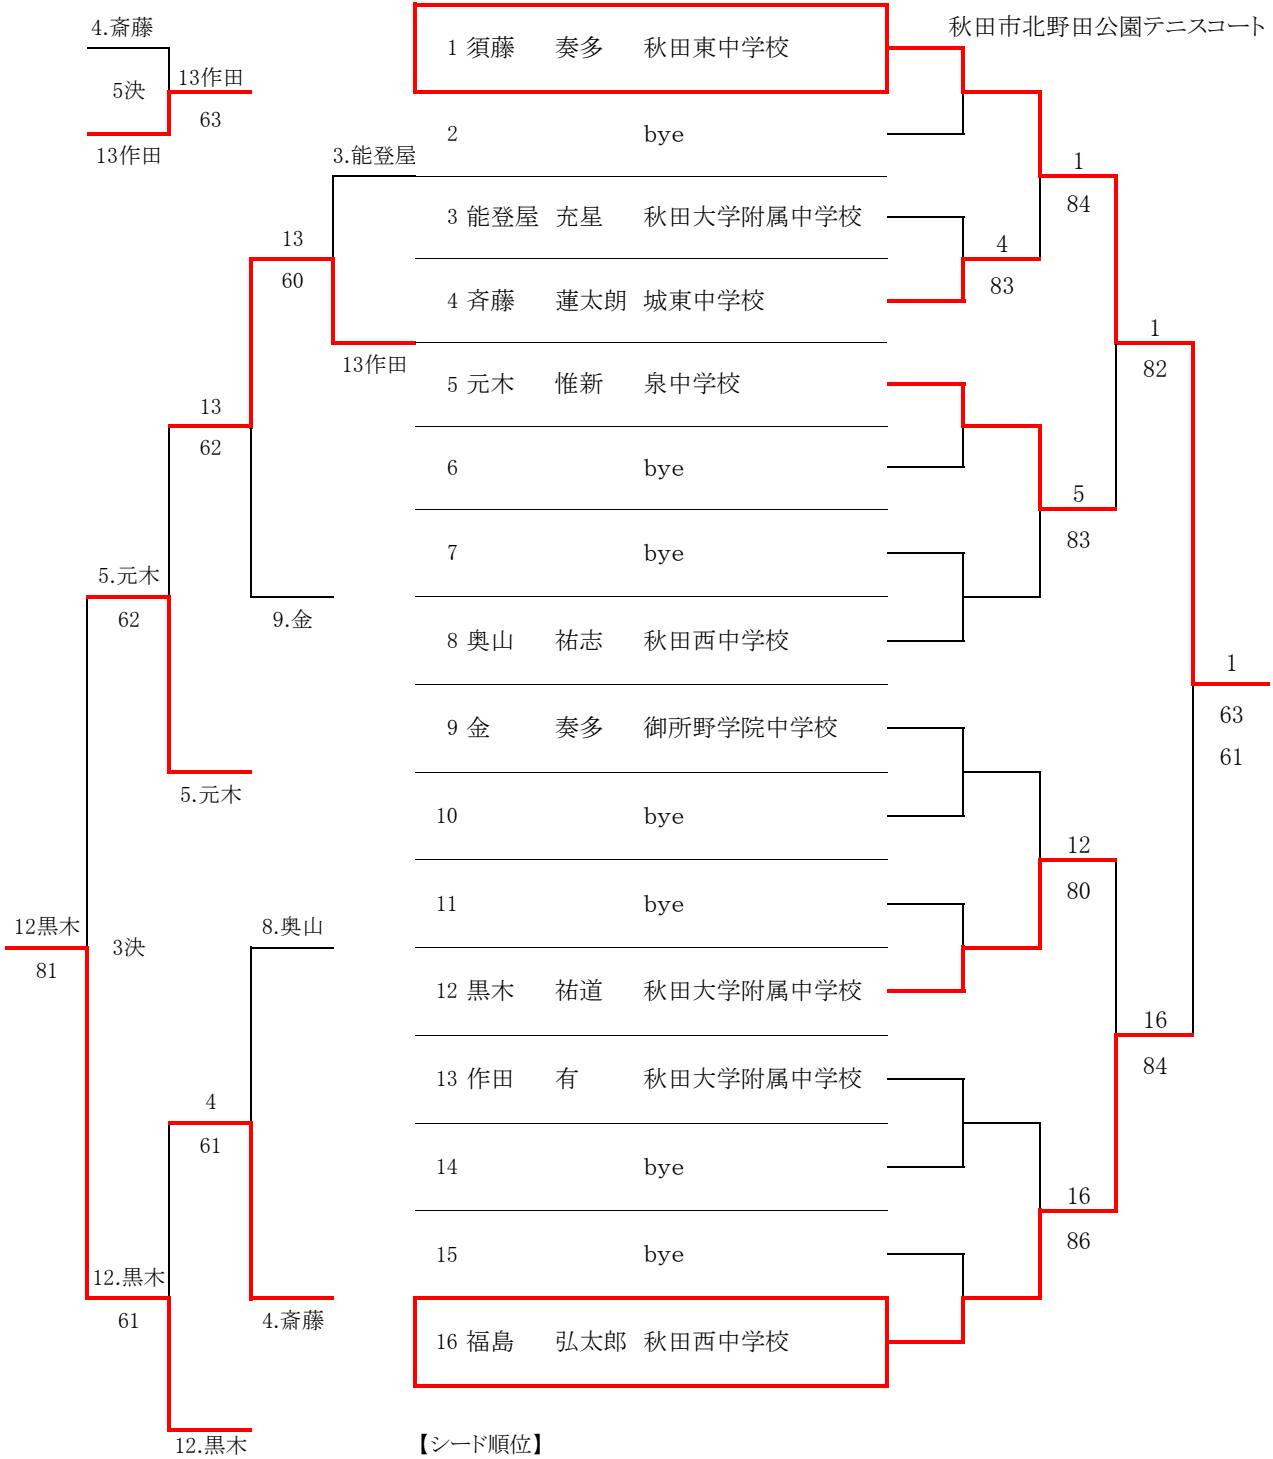 秋田市北野田公園テニスコート
4.斎藤
5決
13作田
63
13作田
3.能登屋
13
60
13作田
13
62
9.金
5.元木
62
5.元木
12黒木
81
3決
8.奥山
4
61
4.斎藤
12.黒木
61
12.黒木
1 須藤 奏多 秋田東中学校
2 bye
3 能登屋 充星 秋田大学附属中学校
4 斉藤 蓮太朗 城東中学校
5 元木 惟新 泉中学校
6 bye
7 bye
8 奥山 祐志 秋田西中学校
9 金 奏多 御所野学院中学校
10 bye
11 bye
12 黒木 祐道 秋田大学附属中学校
13 作田 有 秋田大学附属中学校
14 bye
15 bye
16 福島 弘太郎 秋田西中学校
1
84
4
83
1
82
5
83
1
63
61
12
80
16
84
16
86
【シード順位】